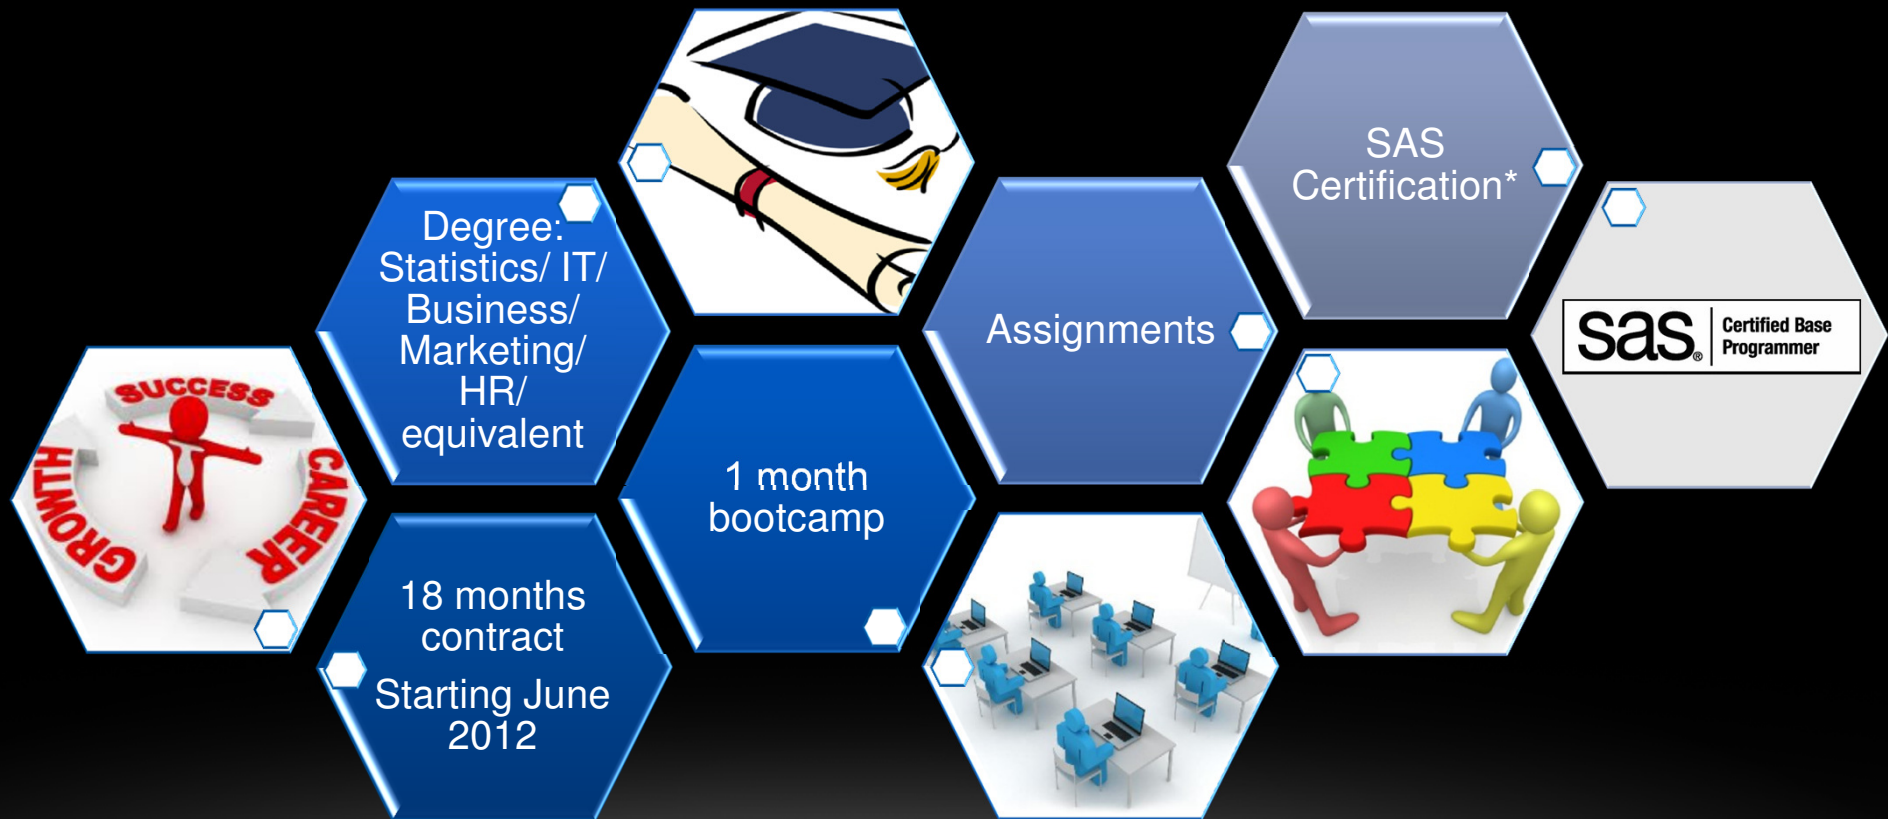 SUCCESS
GROWTH
CAREER
Degree:
Statistics/ IT/
Business/
Marketing/
HR/
equivalent
18 months
contract
Starting June
2012
1 month
bootcamp
Assignments
SAS
Certification*
sas®
Certified Base
Programmer